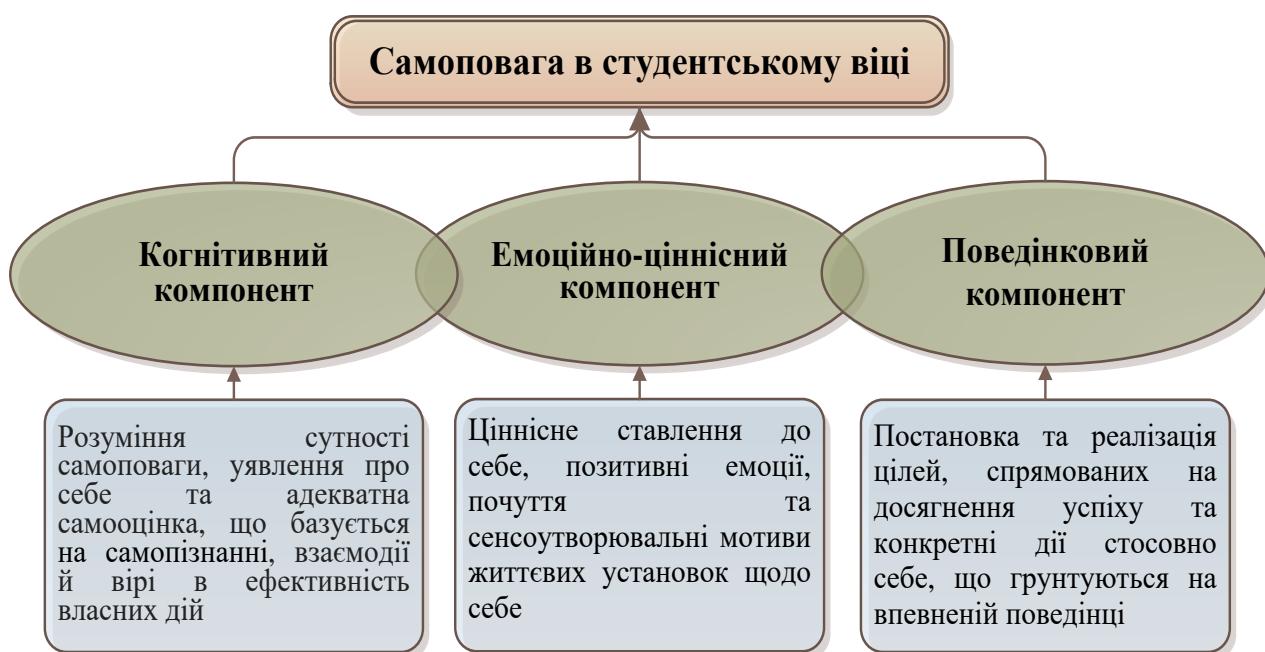 Самоповага в студентському віці
Когнітивний
компонент
Емоційно-ціннісний
компонент
Поведінковий
компонент
Розуміння сутності
самоповаги, уявлення про
себе та адекватна
самооцінка, що базується
на самопізнанні, взаємодії
й вірі в ефективність
власних дій
Ціннісне ставлення до
себе, позитивні емоції,
почуття та
сенсоутворювальні мотиви
життєвих установок щодо
себе
Постановка та реалізація
цілей, спрямованих на
досягнення успіху та
конкретні дії стосовно
себе, що грунтуються на
впевненій поведінці